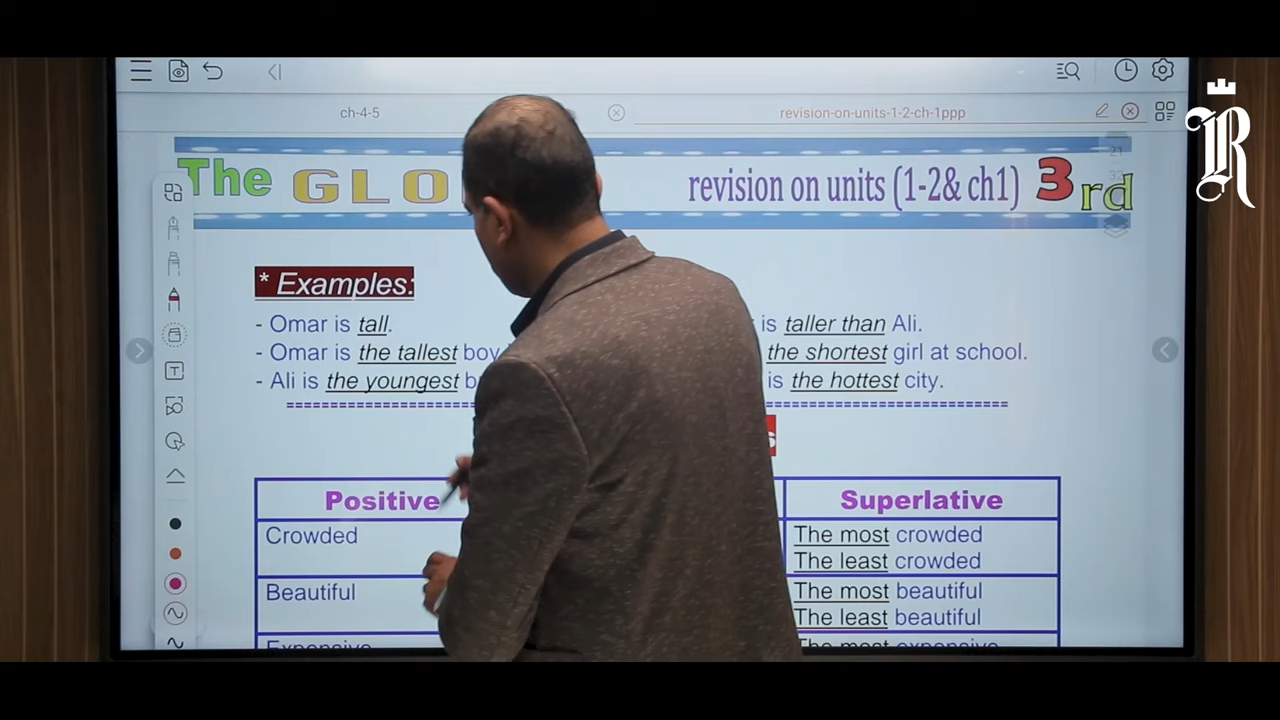 ch-4-5
revision-on-units-1-2-ch-1ppp
The GLO revision on units (1-2& ch1) 3rd
* Examples:
- Omar is tall. is taller than Ali.
- Omar is the tallest boy the shortest girl at school.
- Ali is the youngest is the hottest city.
Positive Superlative
Crowded The most crowded
The least crowded
Beautiful The most beautiful
The least beautiful
Expensive The most expensive
R